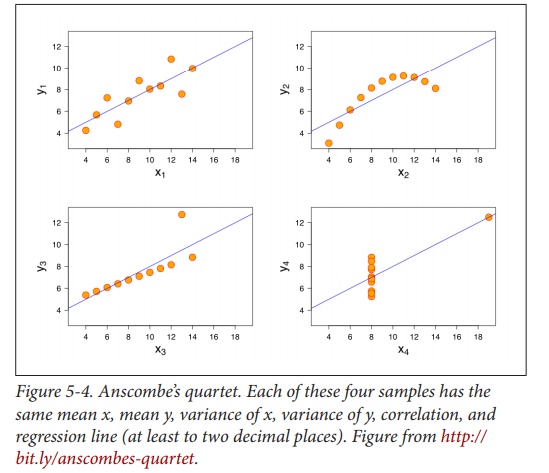 12
10
8
6
4
y1
4 6 8 10 12 14 16 18
x1
12
10
8
6
4
y2
4 6 8 10 12 14 16 18
x2
12
10
8
6
4
y3
4 6 8 10 12 14 16 18
x3
12
10
8
6
4
y4
4 6 8 10 12 14 16 18
x4
Figure 5-4. Anscombe’s quartet. Each of these four samples has the
same mean x, mean y, variance of x, variance of y, correlation, and
regression line (at least to two decimal places). Figure from http://
bit.ly/anscombes-quartet.